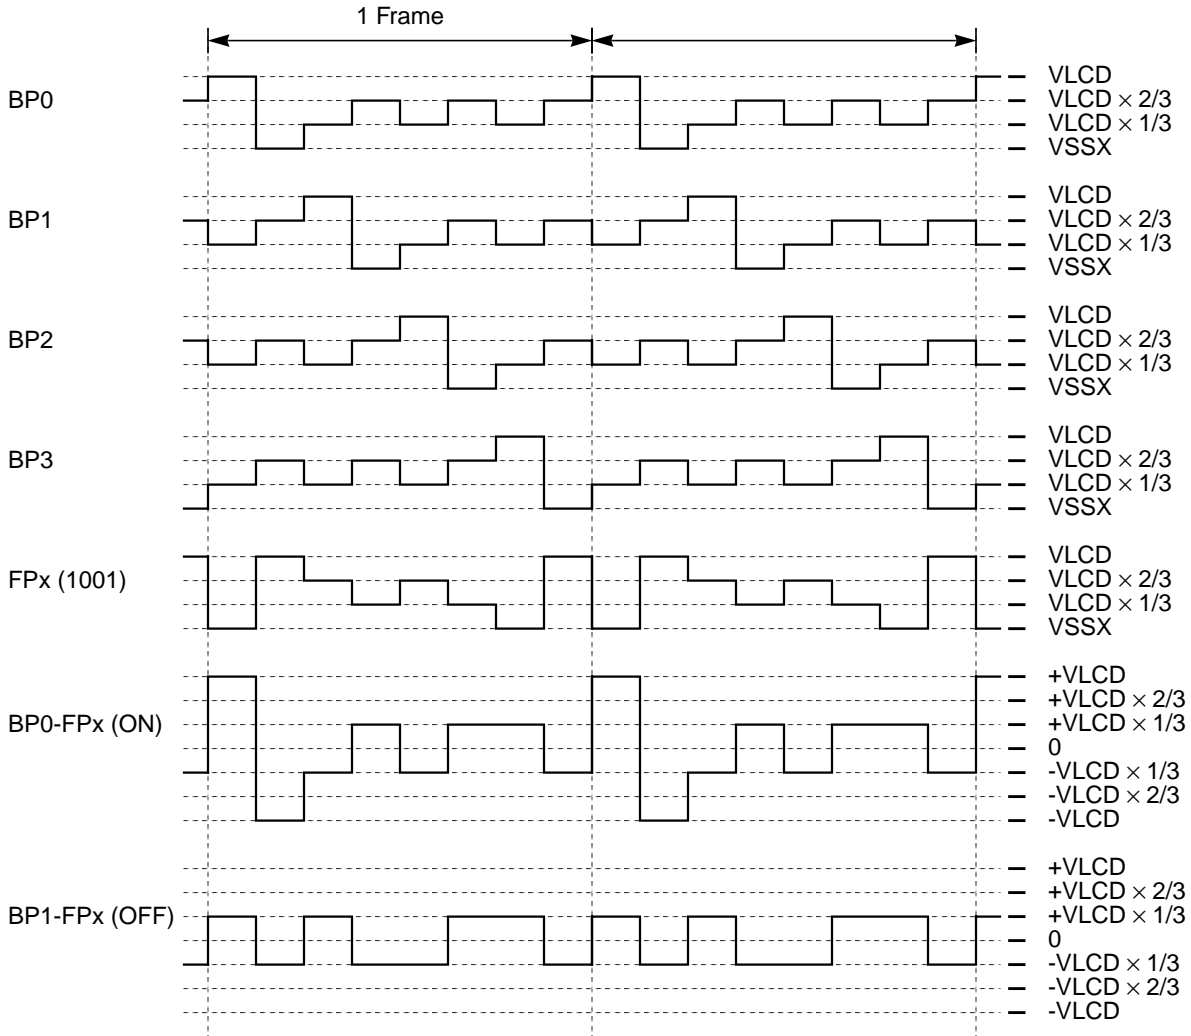 1 Frame
BP0
VLCD
VLCD × 2/3
VLCD × 1/3
VSSX
BP1
VLCD
VLCD × 2/3
VLCD × 1/3
VSSX
BP2
VLCD
VLCD × 2/3
VLCD × 1/3
VSSX
BP3
VLCD
VLCD × 2/3
VLCD × 1/3
VSSX
FPx (1001)
VLCD
VLCD × 2/3
VLCD × 1/3
VSSX
BP0-FPx (ON)
+VLCD
+VLCD × 2/3
+VLCD × 1/3
0
-VLCD × 1/3
-VLCD × 2/3
-VLCD
BP1-FPx (OFF)
+VLCD
+VLCD × 2/3
+VLCD × 1/3
0
-VLCD × 1/3
-VLCD × 2/3
-VLCD